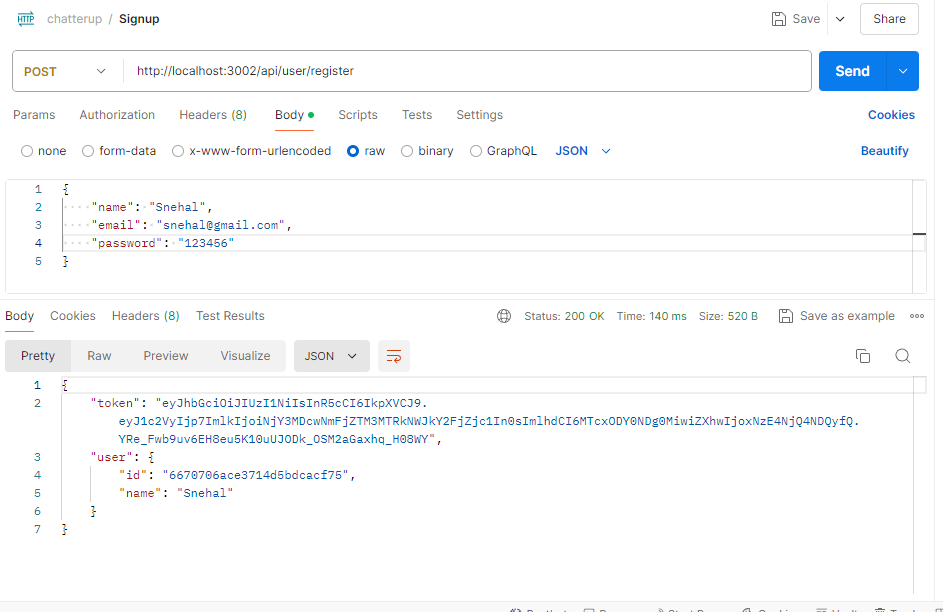 HTTP chatterup / Signup Save Share
POST http://localhost:3002/api/user/register Send
Params Authorization Headers (8) Body Scripts Tests Settings Cookies
none form-data x-www-form-urlencoded raw binary GraphQL JSON Beautify
1 {
2 "name": "Snehal",
3 "email": "snehal@gmail.com",
4 "password": "123456"
5 }
Body Cookies Headers (8) Test Results Status: 200 OK Time: 140 ms Size: 520 B Save as example
Pretty Raw Preview Visualize JSON
1 {
2 "token": "eyJhbGciOiJIUzI1NiIsInR5cCI6IkpXVCJ9.
eyJ1c2VyIjp7ImlkIjoiNjY3MDcwNmFjZTM3MTRkNWJkY2FjZjc1In0sImlhdCI6MTcxODY0NDg0MiwiZXhwIjoxNzE4NjQ4NDQyfQ.
YRe_Fwb9uv6EH8eu5K10uUJODk_OSM2aGaxhq_H08WY",
3 "user": {
4 "id": "6670706ace3714d5bdcacf75",
5 "name": "Snehal"
6 }
7 }